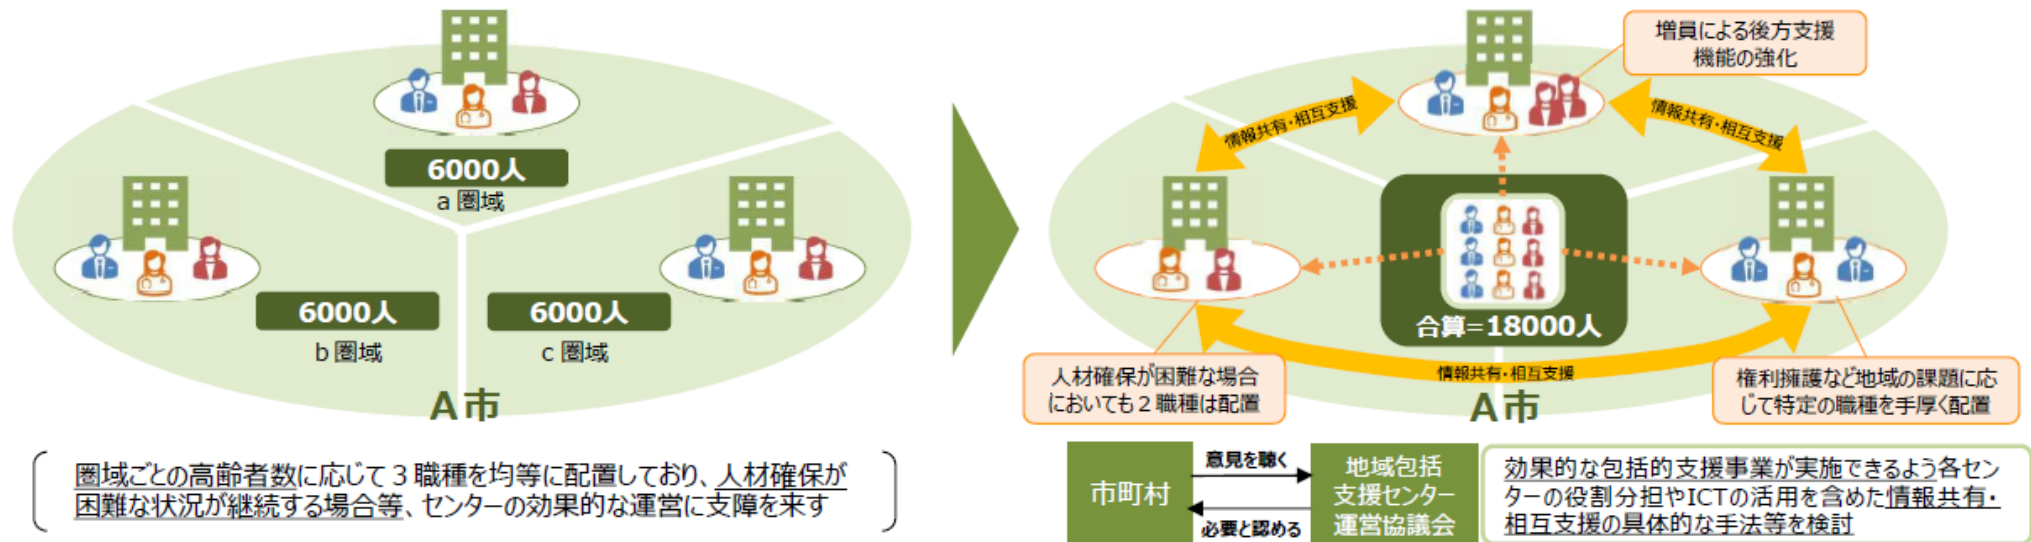 6000人
a 圏域
6000人
b 圏域
6000人
c 圏域
A市
圏域ごとの高齢者数に応じて３職種を均等に配置しており、人材確保が
困難な状況が継続する場合等、センターの効果的な運営に支障を来す
増員による後方支援
機能の強化
情報共有・相互支援
情報共有・相互支援
合算=18000人
情報共有・相互支援
人材確保が困難な場合
においても２職種は配置
権利擁護など地域の課題に応
じて特定の職種を手厚く配置
A市
市町村
意見を聴く
必要と認める
地域包括
支援センター
運営協議会
効果的な包括的支援事業が実施できるよう各セン
ターの役割分担やICTの活用を含めた情報共有・
相互支援の具体的な手法等を検討